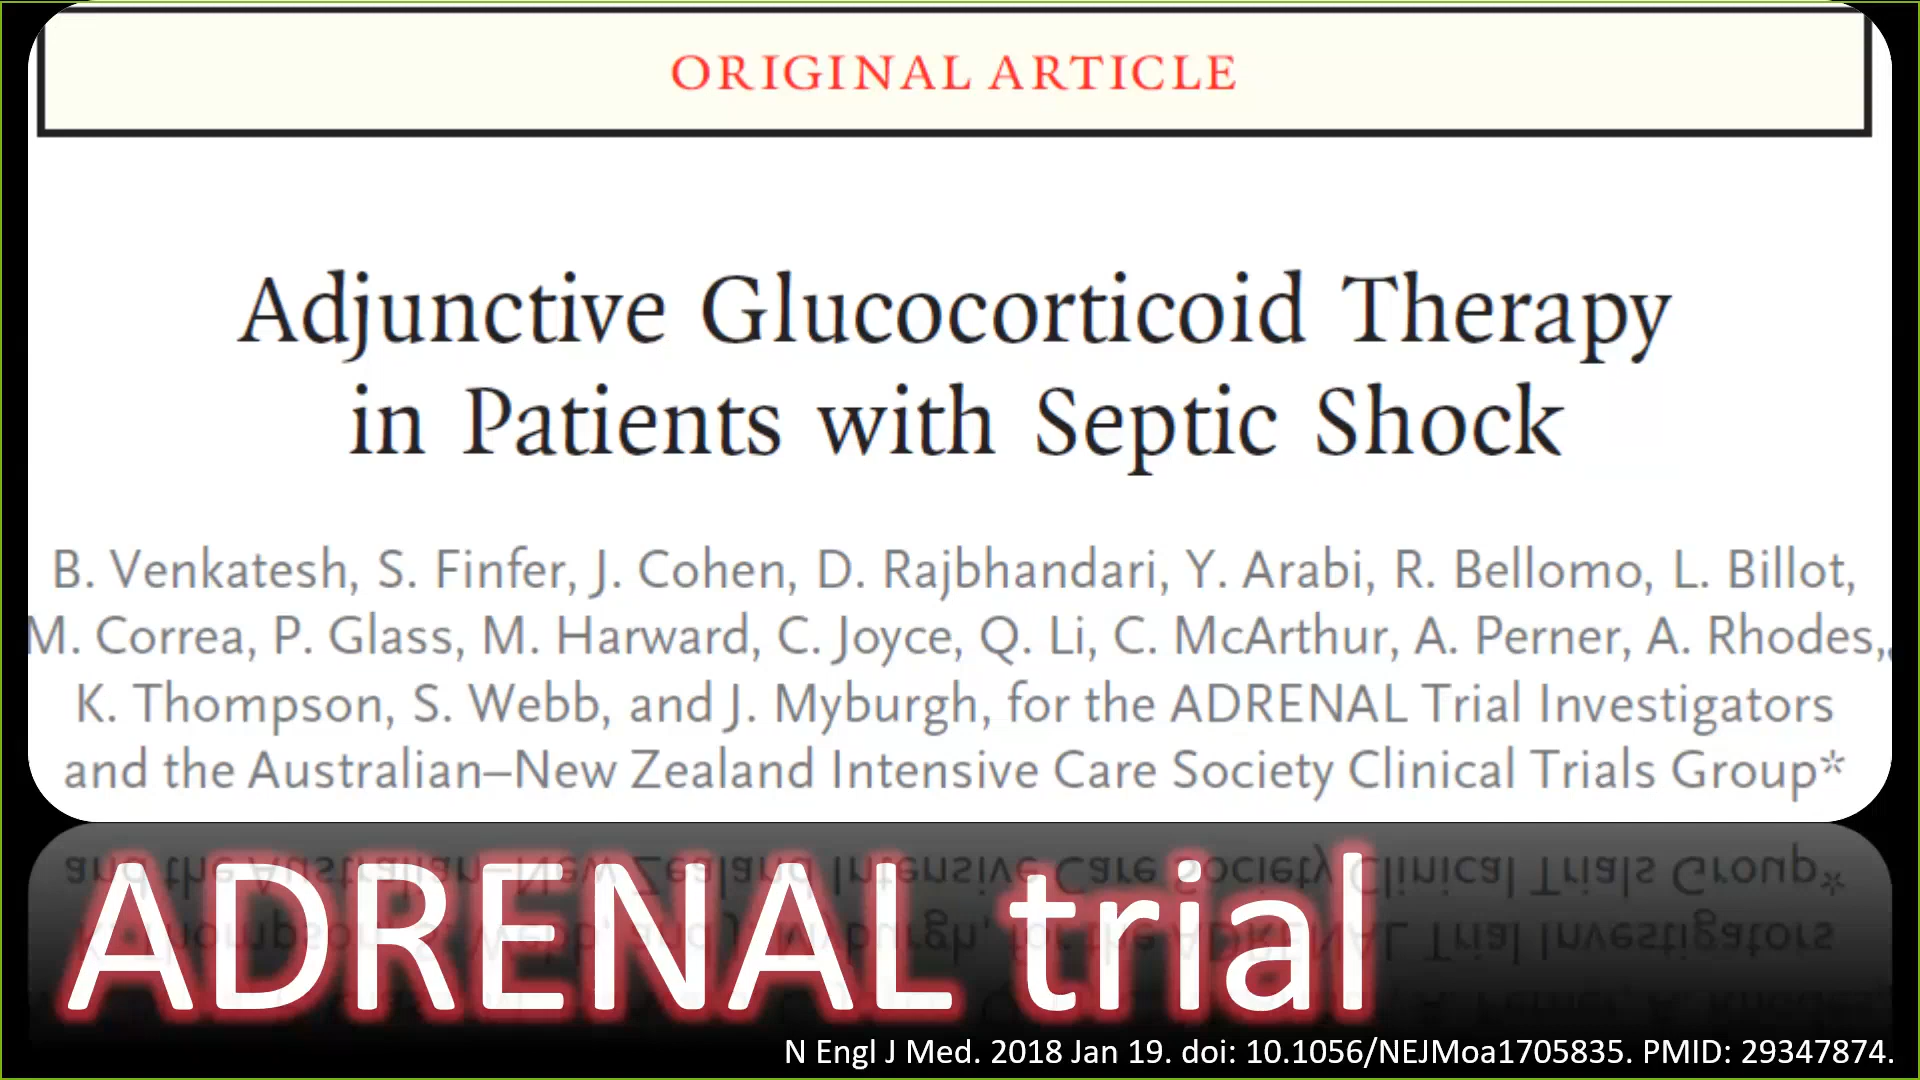 ORIGINAL ARTICLE
Adjunctive Glucocorticoid Therapy
in Patients with Septic Shock
B. Venkatesh, S. Finfer, J. Cohen, D. Rajbhandari, Y. Arabi, R. Bellomo, L. Billot,
M. Correa, P. Glass, M. Harward, C. Joyce, Q. Li, C. McArthur, A. Perner, A. Rhodes,,
K. Thompson, S. Webb, and J. Myburgh, for the ADRENAL Trial Investigators
and the Australian–New Zealand Intensive Care Society Clinical Trials Group*
ADRENAL trial
N Engl J Med. 2018 Jan 19. doi: 10.1056/NEJMoa1705835. PMID: 29347874.